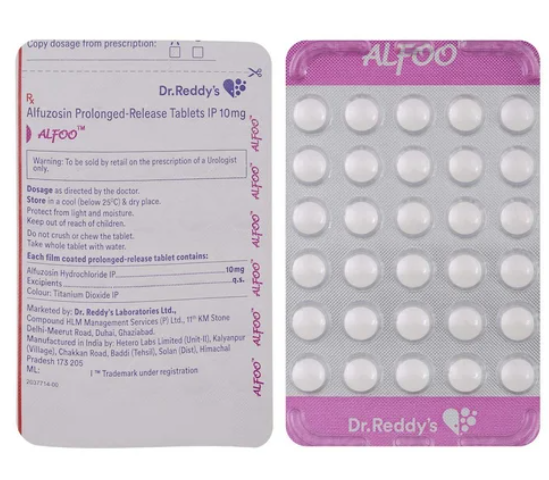 Copy dosage from prescription:
Dr.Reddy's
Rx
Alfuzosin Prolonged-Release Tablets IP 10mg
ALFOO™
Warning: To be sold by retail on the prescription of a Urologist
only.
Dosage as directed by the doctor.
Store in a cool (below 25°C) & dry place.
Protect from light and moisture.
Keep out of reach of children.
Do not crush or chew the tablet.
Take whole tablet with water.
Each film coated prolonged-release tablet contains:
Alfuzosin Hydrochloride IP 10mg
Excipients q.s.
Colour: Titanium Dioxide IP
Marketed by: Dr. Reddy's Laboratories Ltd.,
Compound HLM Management Services (P) Ltd., 11th KM Stone
Delhi-Meerut Road, Duhai, Ghaziabad.
Manufactured in India by: Hetero Labs Limited (Unit-II), Kalyanpur
(Village), Chakkan Road, Baddi (Tehsil), Solan (Dist), Himachal
Pradesh 173 205
ML: ™ Trademark under registration
ALFOO™
ALFOO™
ALFOO™
ALFOO™
ALFOO™
ALFOO™
ALFOO
Dr.Reddy's